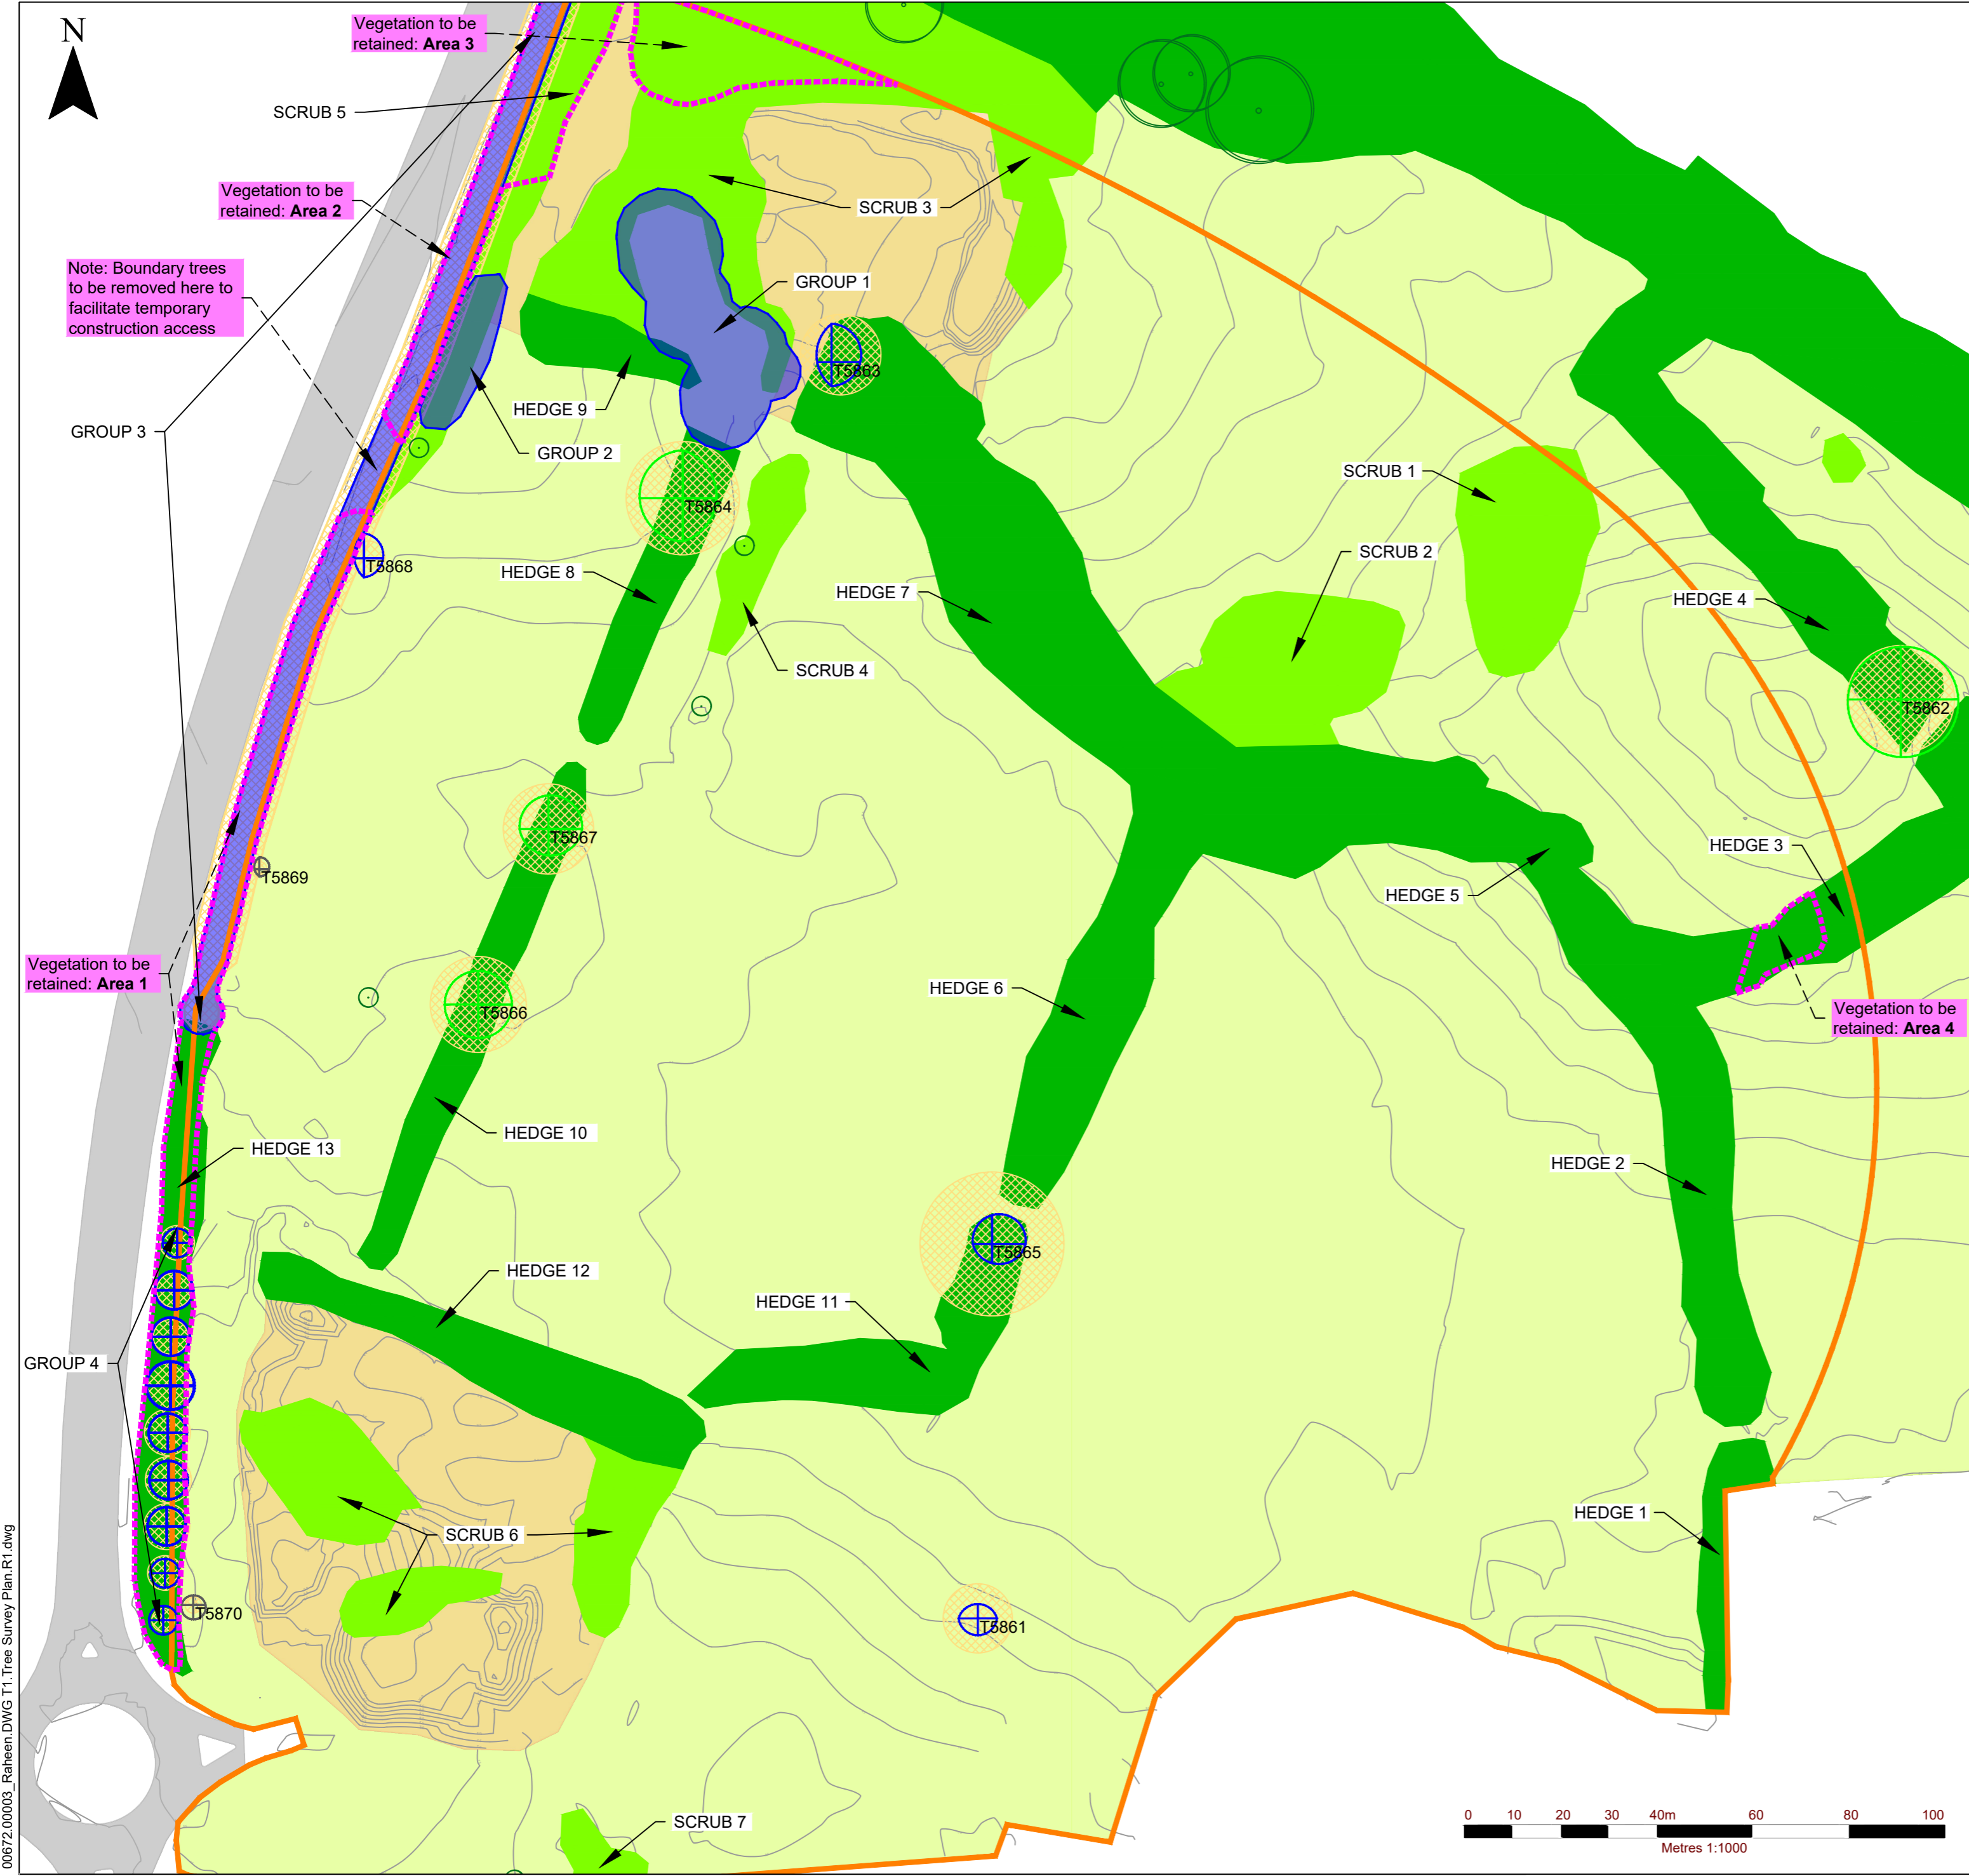 N
Vegetation to be
retained: Area 3
SCRUB 5
Vegetation to be
retained: Area 2
SCRUB 3
Note: Boundary trees
to be removed here to
facilitate temporary
construction access
GROUP 1
T5863
HEDGE 9
GROUP 3
GROUP 2
SCRUB 1
T5864
SCRUB 2
T5868
HEDGE 8
HEDGE 7
HEDGE 4
SCRUB 4
T5862
T5867
HEDGE 3
T5869
HEDGE 5
Vegetation to be
retained: Area 1
HEDGE 6
T5866
Vegetation to be
retained: Area 4
HEDGE 10
HEDGE 13
HEDGE 2
T5865
HEDGE 12
HEDGE 11
GROUP 4
HEDGE 1
SCRUB 6
T5870
T5861
SCRUB 7
0 10 20 30 40m 60 80 100
Metres 1:1000
00672.00003_Raheen.DWG T1.Tree Survey Plan.R1.dwg